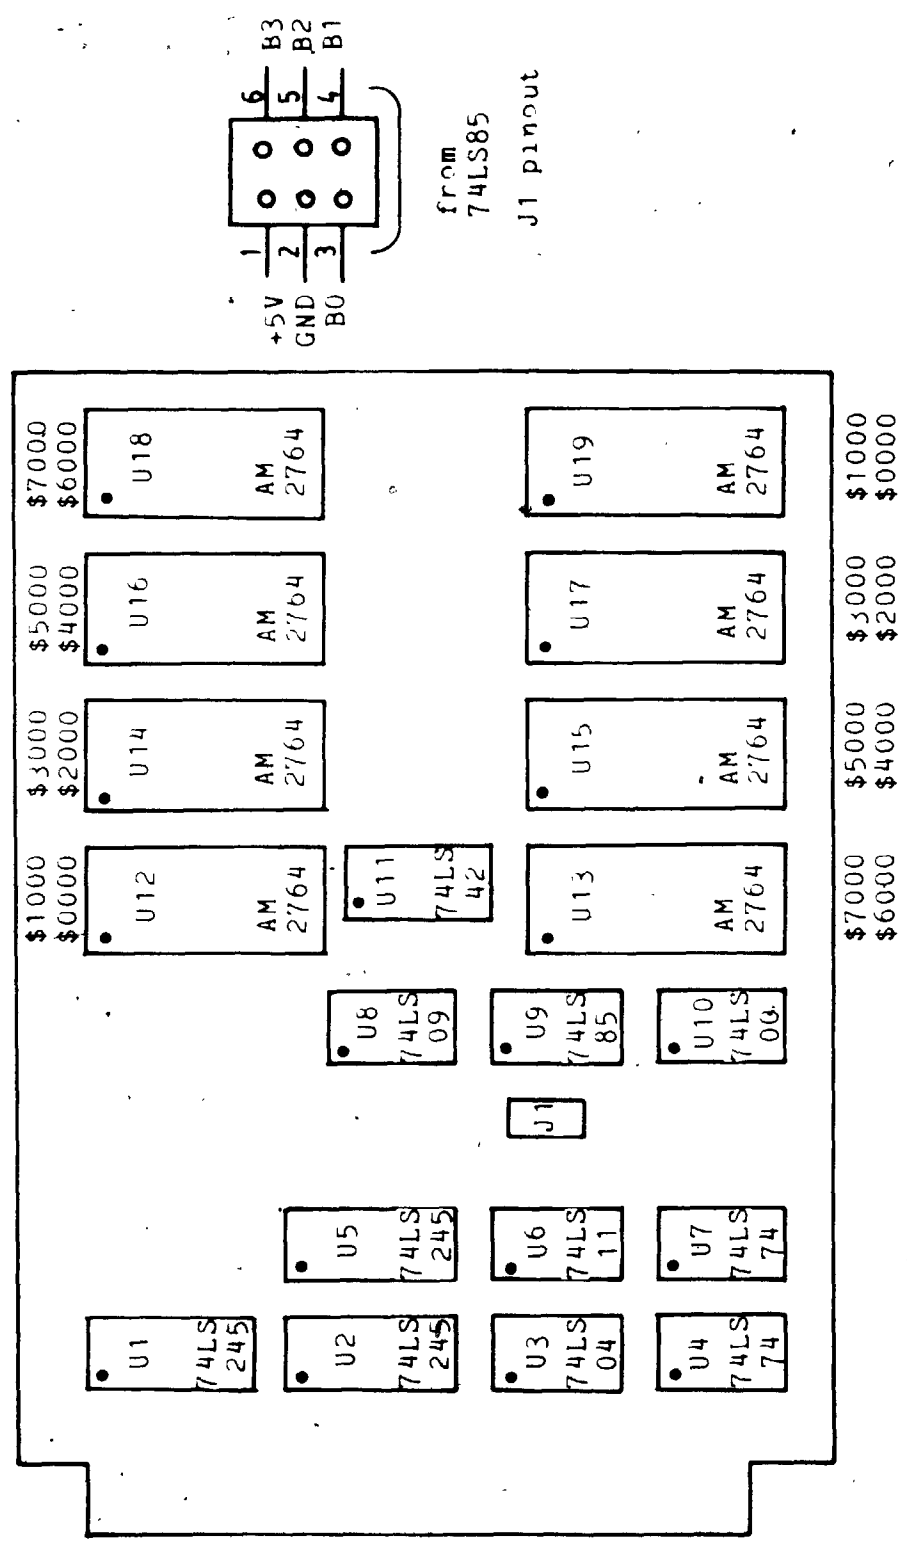 $7000
$6000
$5000
$4000
$3000
$2000
$1000
$0000
U18
AM
2764
U16
AM
2764
U14
AM
2764
U12
AM
2764
U11
74LS
42
U19
AM
2764
U17
AM
2764
U15
AM
2764
U13
AM
2764
$1000
$0000
$3000
$2000
$5000
$4000
$7000
$6000
U8
74LS
09
U9
74LS
85
U10
74LS
00
J1
U5
74LS
245
U6
74LS
11
U7
74LS
74
U1
74LS
245
U2
74LS
245
U3
74LS
04
U4
74LS
74
+5V 1 6 B3
GND 2 5 B2
B0 3 4 B1
from
74LS85
J1 pinout